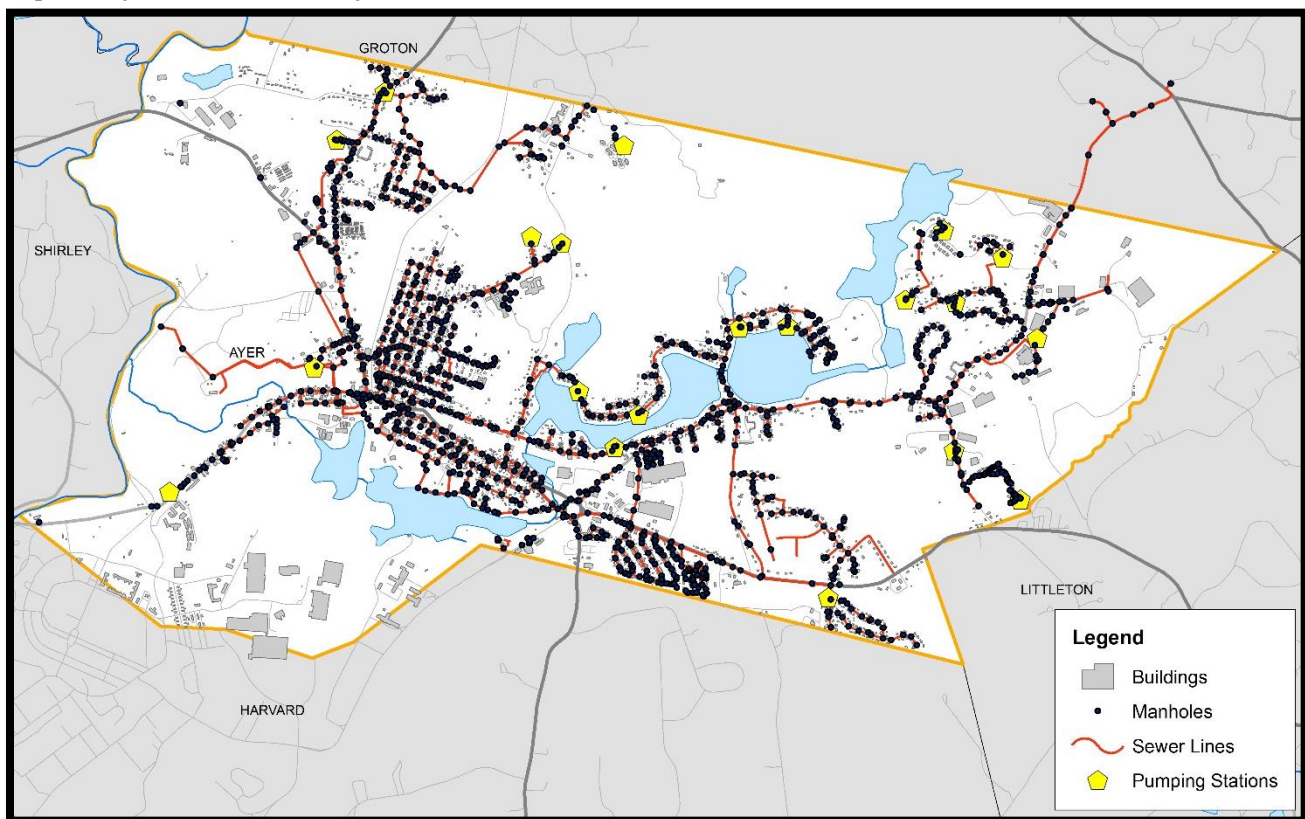 GROTON
SHIRLEY
AYER
LITTLETON
HARVARD
Legend
Buildings
Manholes
Sewer Lines
Pumping Stations